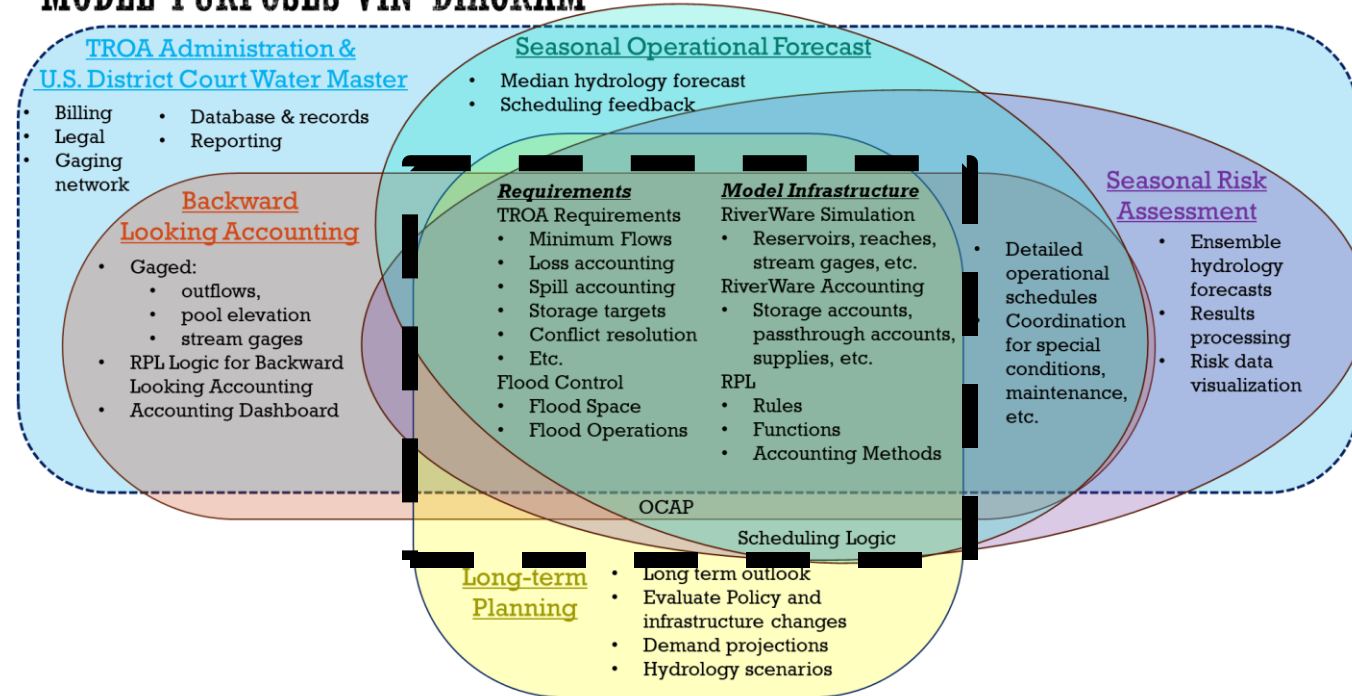 MODEL PURPOSES VIN DIAGRAM
TROA Administration &
U.S. District Court Water Master
• Billing
• Legal
• Gaging
network
• Database & records
• Reporting
Seasonal Operational Forecast
• Median hydrology forecast
• Scheduling feedback
Backward
Looking Accounting
• Gaged:
• outflows,
• pool elevation
• stream gages
• RPL Logic for Backward
Looking Accounting
• Accounting Dashboard
Requirements
TROA Requirements
• Minimum Flows
• Loss accounting
• Spill accounting
• Storage targets
• Conflict resolution
• Etc.
Flood Control
• Flood Space
• Flood Operations
Model Infrastructure
RiverWare Simulation
• Reservoirs, reaches,
stream gages, etc.
RiverWare Accounting
• Storage accounts,
passthrough accounts,
supplies, etc.
RPL
• Rules
• Functions
• Accounting Methods
• Detailed
operational
schedules
• Coordination
for special
conditions,
maintenance,
etc.
Seasonal Risk
Assessment
• Ensemble
hydrology
forecasts
• Results
processing
• Risk data
visualization
OCAP
Scheduling Logic
Long-term
Planning
• Long term outlook
• Evaluate Policy and
infrastructure changes
• Demand projections
• Hydrology scenarios